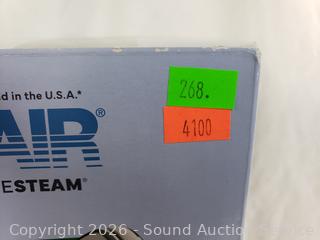 d in the U.S.A.*
268.
AIR®
4100
ESTEAM®
Copyright 2026 - Sound Auction Service